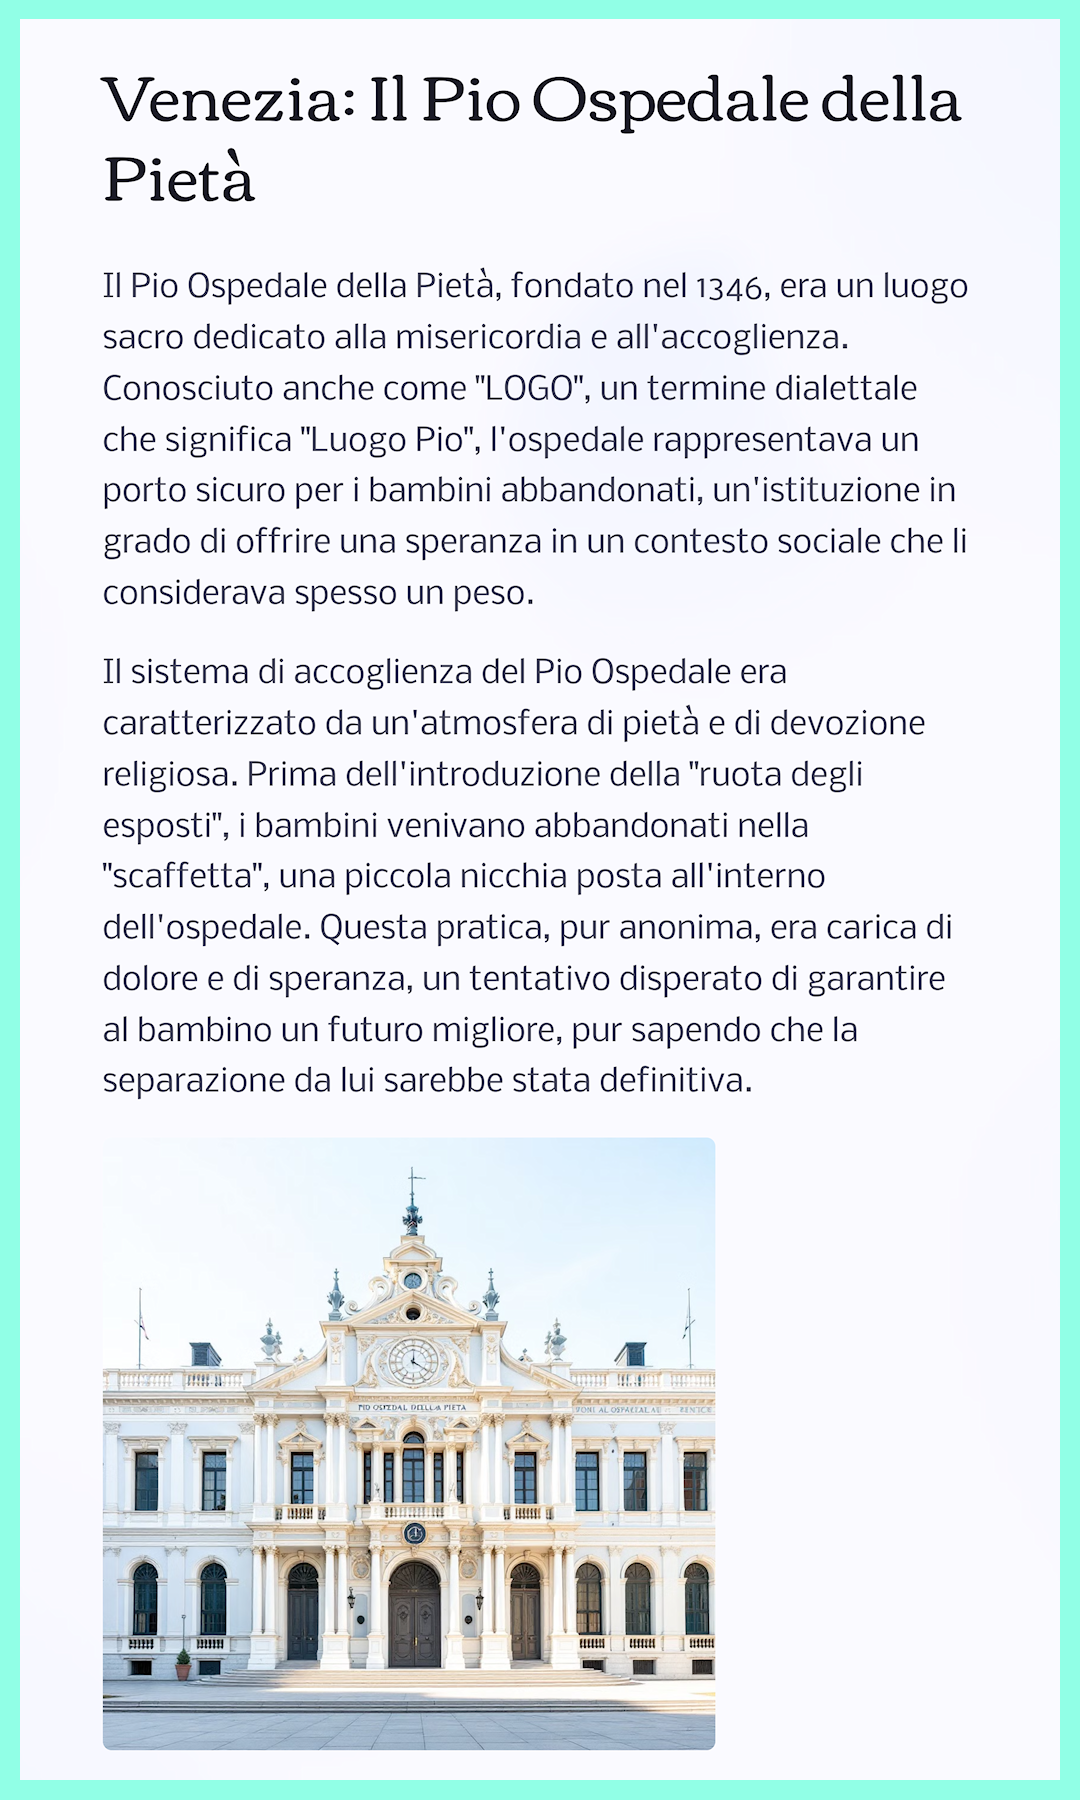 Venezia: Il Pio Ospedale della
Pietà
Il Pio Ospedale della Pietà, fondato nel 1346, era un luogo
sacro dedicato alla misericordia e all'accoglienza.
Conosciuto anche come "LOGO", un termine dialettale
che significa "Luogo Pio", l'ospedale rappresentava un
porto sicuro per i bambini abbandonati, un'istituzione in
grado di offrire una speranza in un contesto sociale che li
considerava spesso un peso.
Il sistema di accoglienza del Pio Ospedale era
caratterizzato da un'atmosfera di pietà e di devozione
religiosa. Prima dell'introduzione della "ruota degli
esposti", i bambini venivano abbandonati nella
"scaffetta", una piccola nicchia posta all'interno
dell'ospedale. Questa pratica, pur anonima, era carica di
dolore e di speranza, un tentativo disperato di garantire
al bambino un futuro migliore, pur sapendo che la
separazione da lui sarebbe stata definitiva.
PIO OSPEDAL DELLA PIETA